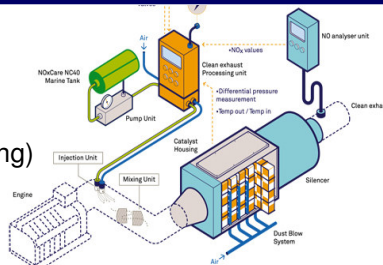 Air
NOxCare NC40
Marine Tank
Pump Unit
Clean exhaust
Processing unit
•NOx values
NO analyser unit
•Differential pressure
measurement
•Temp out / Temp in
Clean exha
ng)
Injection Unit
Mixing Unit
Engine
Catalyst
Housing
Silencer
Dust Blow
System
Air